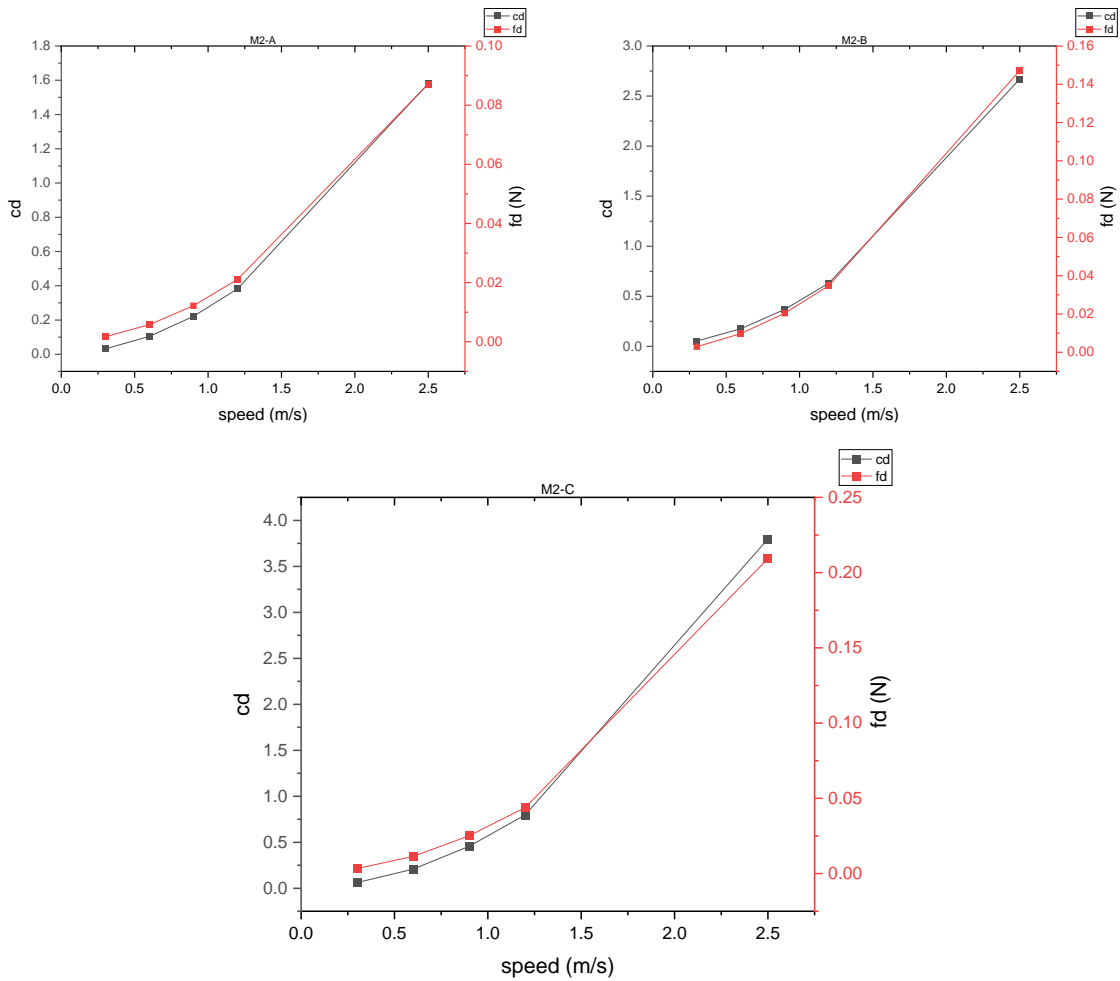 cd
fd
M2-A
1.8
1.6
1.4
1.2
1.0
0.8
0.6
0.4
0.2
0.0
cd
0.10
0.08
0.06
0.04
0.02
0.00
fd (N)
0.0 0.5 1.0 1.5 2.0 2.5
speed (m/s)
cd
fd
M2-B
3.0
2.5
2.0
1.5
1.0
0.5
0.0
cd
0.16
0.14
0.12
0.10
0.08
0.06
0.04
0.02
0.00
fd (N)
0.0 0.5 1.0 1.5 2.0 2.5
speed (m/s)
cd
fd
M2-C
4.0
3.5
3.0
2.5
2.0
1.5
1.0
0.5
0.0
cd
0.25
0.20
0.15
0.10
0.05
0.00
fd (N)
0.0 0.5 1.0 1.5 2.0 2.5
speed (m/s)